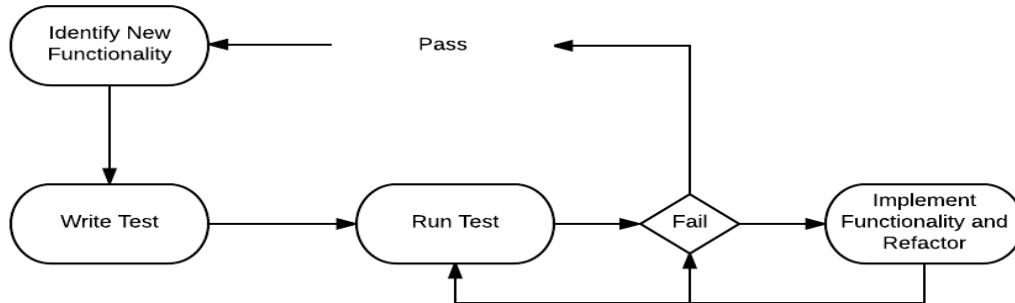 Identify New
Functionality
Pass
Write Test
Run Test
Fail
Implement
Functionality and
Refactor